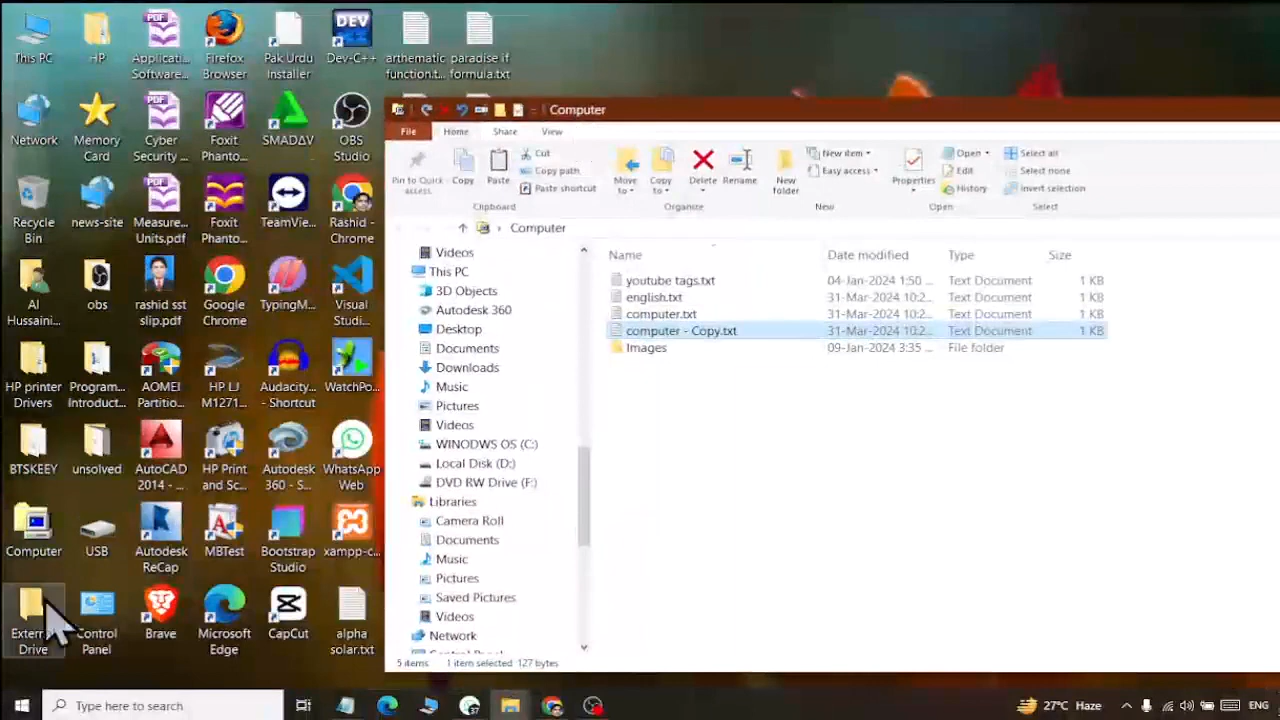 This PC
HP
Applicati...
Software...
Firefox
Browser
Pak Urdu
Installer
Dev-C++
arthematic
function.t...
paradise if
formula.txt
Network
Memory
Card
Cyber
Security ...
Foxit
Phanto...
SMADAV
OBS
Studio
Recycle
Bin
news-site
Measure...
Units.pdf
Foxit
Phanto...
TeamVie...
Rashid -
Chrome
Al
Hussaini...
obs
rashid sst
slip.pdf
Google
Chrome
TypingM...
Visual
Studi...
HP printer
Drivers
Program...
Introduct...
AOMEI
Partitio...
HP LJ
M1271...
Audacity...
- Shortcut
WatchPo...
BTSKEEY
unsolved
AutoCAD
2014 - ...
HP Print
and Sc...
Autodesk
360 - S...
WhatsApp
Web
Computer
USB
Autodesk
ReCap
MBTest
Bootstrap
Studio
xampp-c...
Extern
Drive
Control
Panel
Brave
Microsoft
Edge
CapCut
alpha
solar.txt
Computer
File Home Share View
Pin to Quick
access
Copy
Paste
Cut
Copy path
Paste shortcut
Clipboard
Move
to
Copy
to
Delete
Rename
Organize
New
folder
New item
Easy access
New
Properties
Open
Edit
History
Open
Select all
Select none
Invert selection
Select
Computer
Videos
This PC
3D Objects
Autodesk 360
Desktop
Documents
Downloads
Music
Pictures
Videos
WINODWS OS (C:)
Local Disk (D:)
DVD RW Drive (F:)
Libraries
Camera Roll
Documents
Music
Pictures
Saved Pictures
Videos
Network
Control Panel
Name Date modified Type Size
youtube tags.txt 04-Jan-2024 1:50 ... Text Document 1 KB
english.txt 31-Mar-2024 10:2... Text Document 1 KB
computer.txt 31-Mar-2024 10:2... Text Document 1 KB
computer - Copy.txt 31-Mar-2024 10:2... Text Document 1 KB
Images 09-Jan-2024 3:35 ... File folder
5 items 1 item selected 127 bytes
Type here to search
27°C Haze
ENG